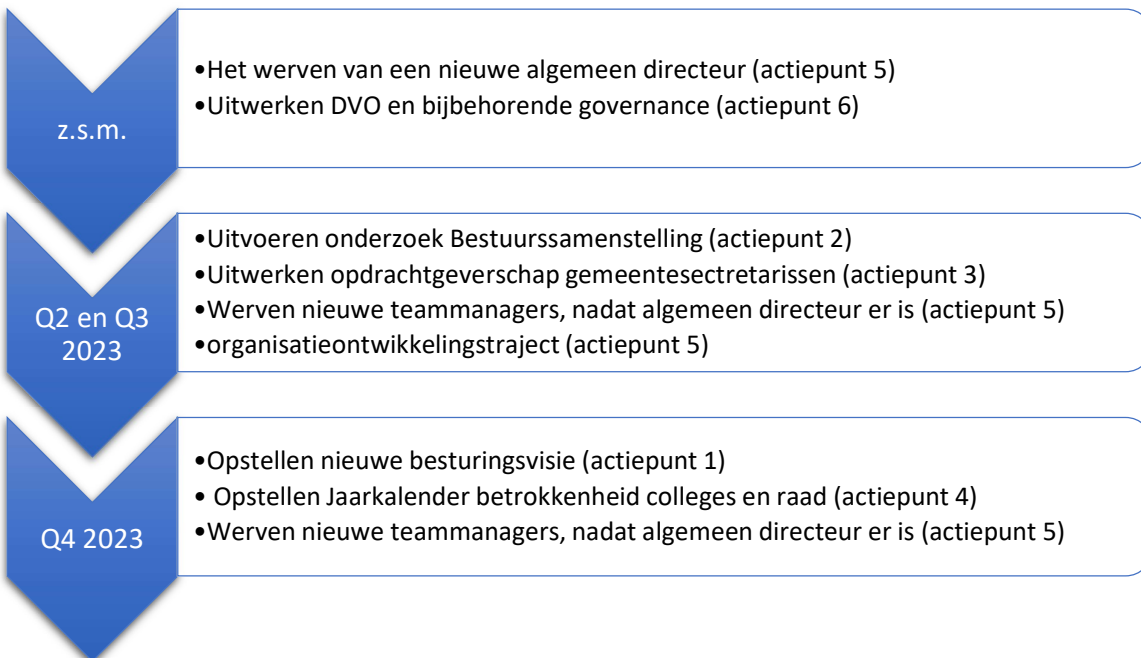 z.s.m.
•Het werven van een nieuwe algemeen directeur (actiepunt 5)
•Uitwerken DVO en bijbehorende governance (actiepunt 6)
Q2 en Q3
2023
•Uitvoeren onderzoek Bestuurssamenstelling (actiepunt 2)
•Uitwerken opdrachtgeverschap gemeentesecretarissen (actiepunt 3)
•Werven nieuwe teammanagers, nadat algemeen directeur er is (actiepunt 5)
•organisatieontwikkelingstraject (actiepunt 5)
Q4 2023
•Opstellen nieuwe besturingsvisie (actiepunt 1)
• Opstellen Jaarkalender betrokkenheid colleges en raad (actiepunt 4)
•Werven nieuwe teammanagers, nadat algemeen directeur er is (actiepunt 5)